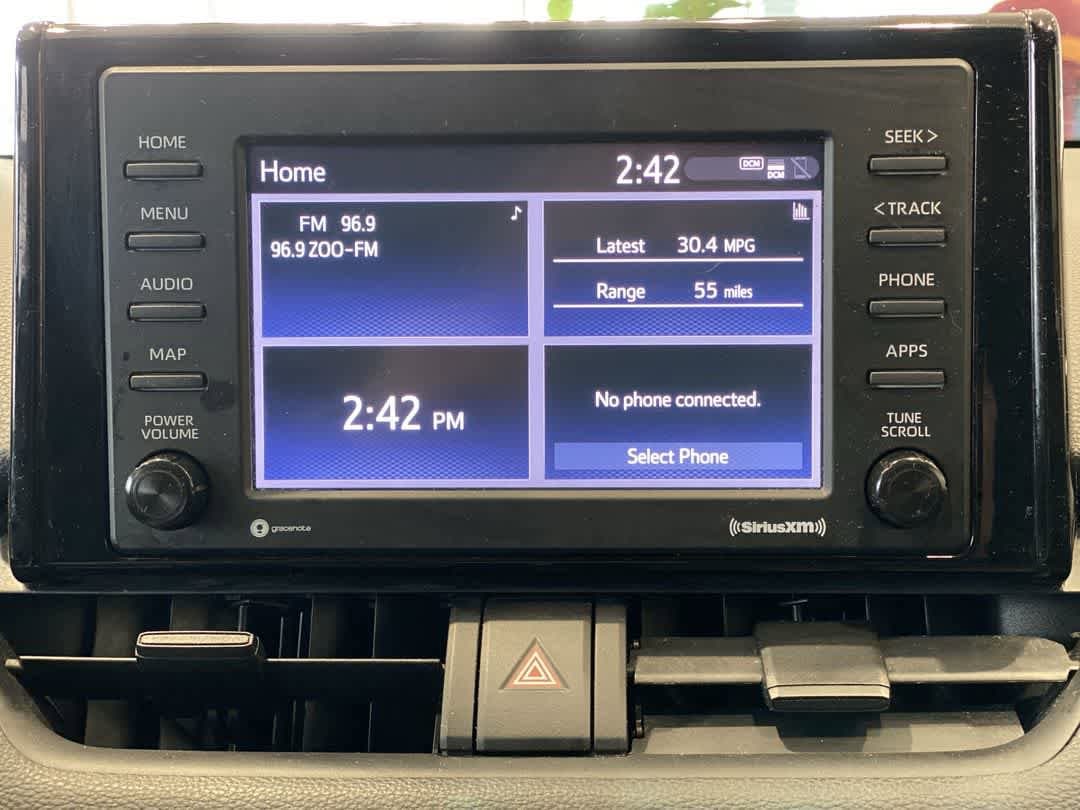 HOME
MENU
AUDIO
MAP
POWER
VOLUME
Home
2:42
DCM
DCM
FM 96.9
96.9 ZOO-FM
Latest 30.4 MPG
Range 55 miles
2:42 PM
No phone connected.
Select Phone
SEEK >
< TRACK
PHONE
APPS
TUNE
SCROLL
gracenote
SiriusXM